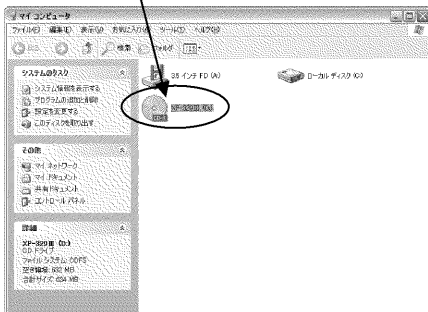 マイ コンピュータ
ファイル(F) 編集(E) 表示(V) お気に入り(A) ツール(T) ヘルプ(H)
戻る 検索 フォルダ
システムのタスク
システム情報を表示する
プログラムの追加と削除
設定を変更する
このディスクを取り出す
3.5 インチ FD (A:)
ローカル ディスク (C:)
XP-820Ⅲ (D:)
その他
マイ ネットワーク
マイ ドキュメント
共有ドキュメント
コントロール パネル
詳細
XP-820Ⅲ (D:)
CD ドライブ
ファイル システム: CDFS
空き領域:
合計サイズ: